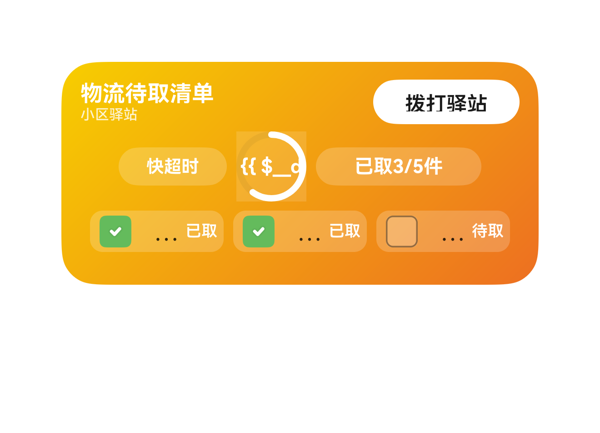 物流待取清单
小区驿站
拨打驿站
快超时
{{ $__c
已取3/5件
... 已取
... 已取
... 待取